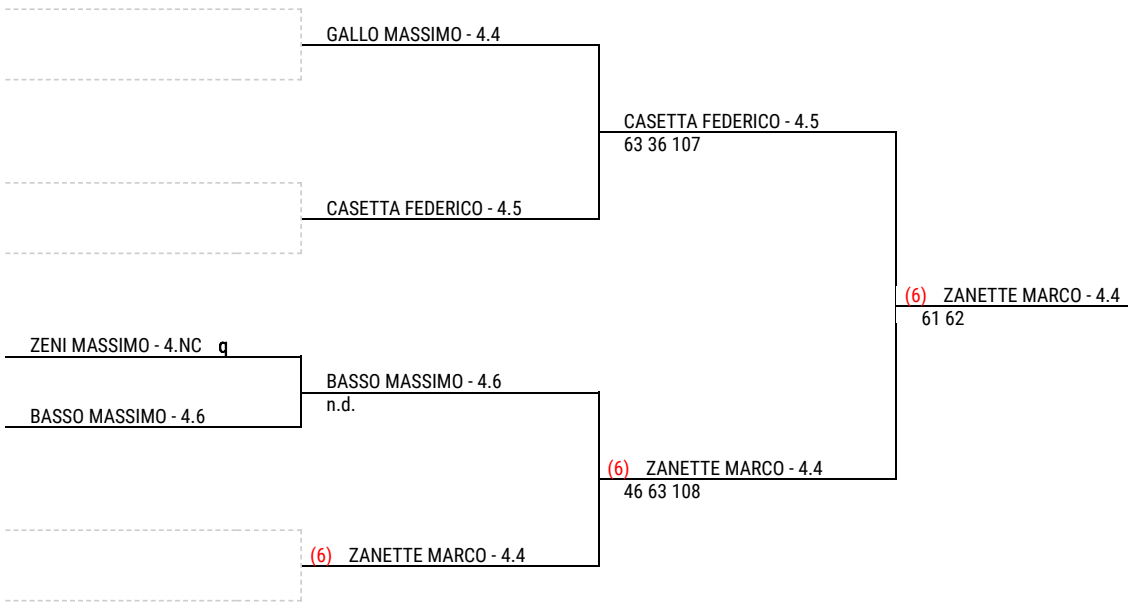 GALLO MASSIMO - 4.4
CASETTA FEDERICO - 4.5
63 36 107
CASETTA FEDERICO - 4.5
(6) ZANETTE MARCO - 4.4
61 62
ZENI MASSIMO - 4.NC q
BASSO MASSIMO - 4.6
n.d.
BASSO MASSIMO - 4.6
(6) ZANETTE MARCO - 4.4
46 63 108
(6) ZANETTE MARCO - 4.4